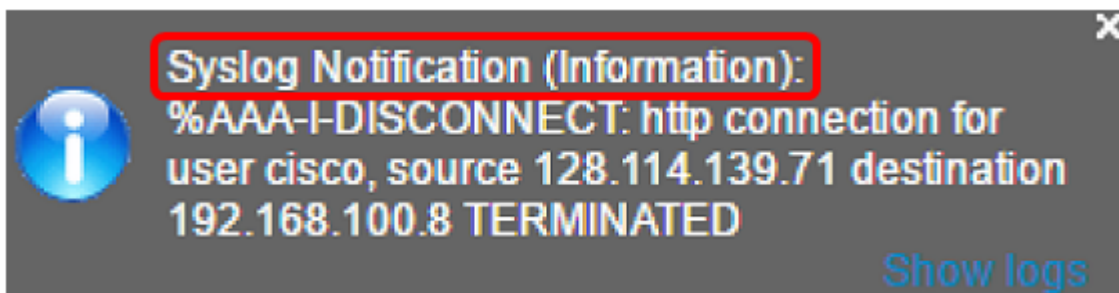 Syslog Notification (Information):
%AAA-I-DISCONNECT: http connection for
user cisco, source 128.114.139.71 destination
192.168.100.8 TERMINATED
Show logs